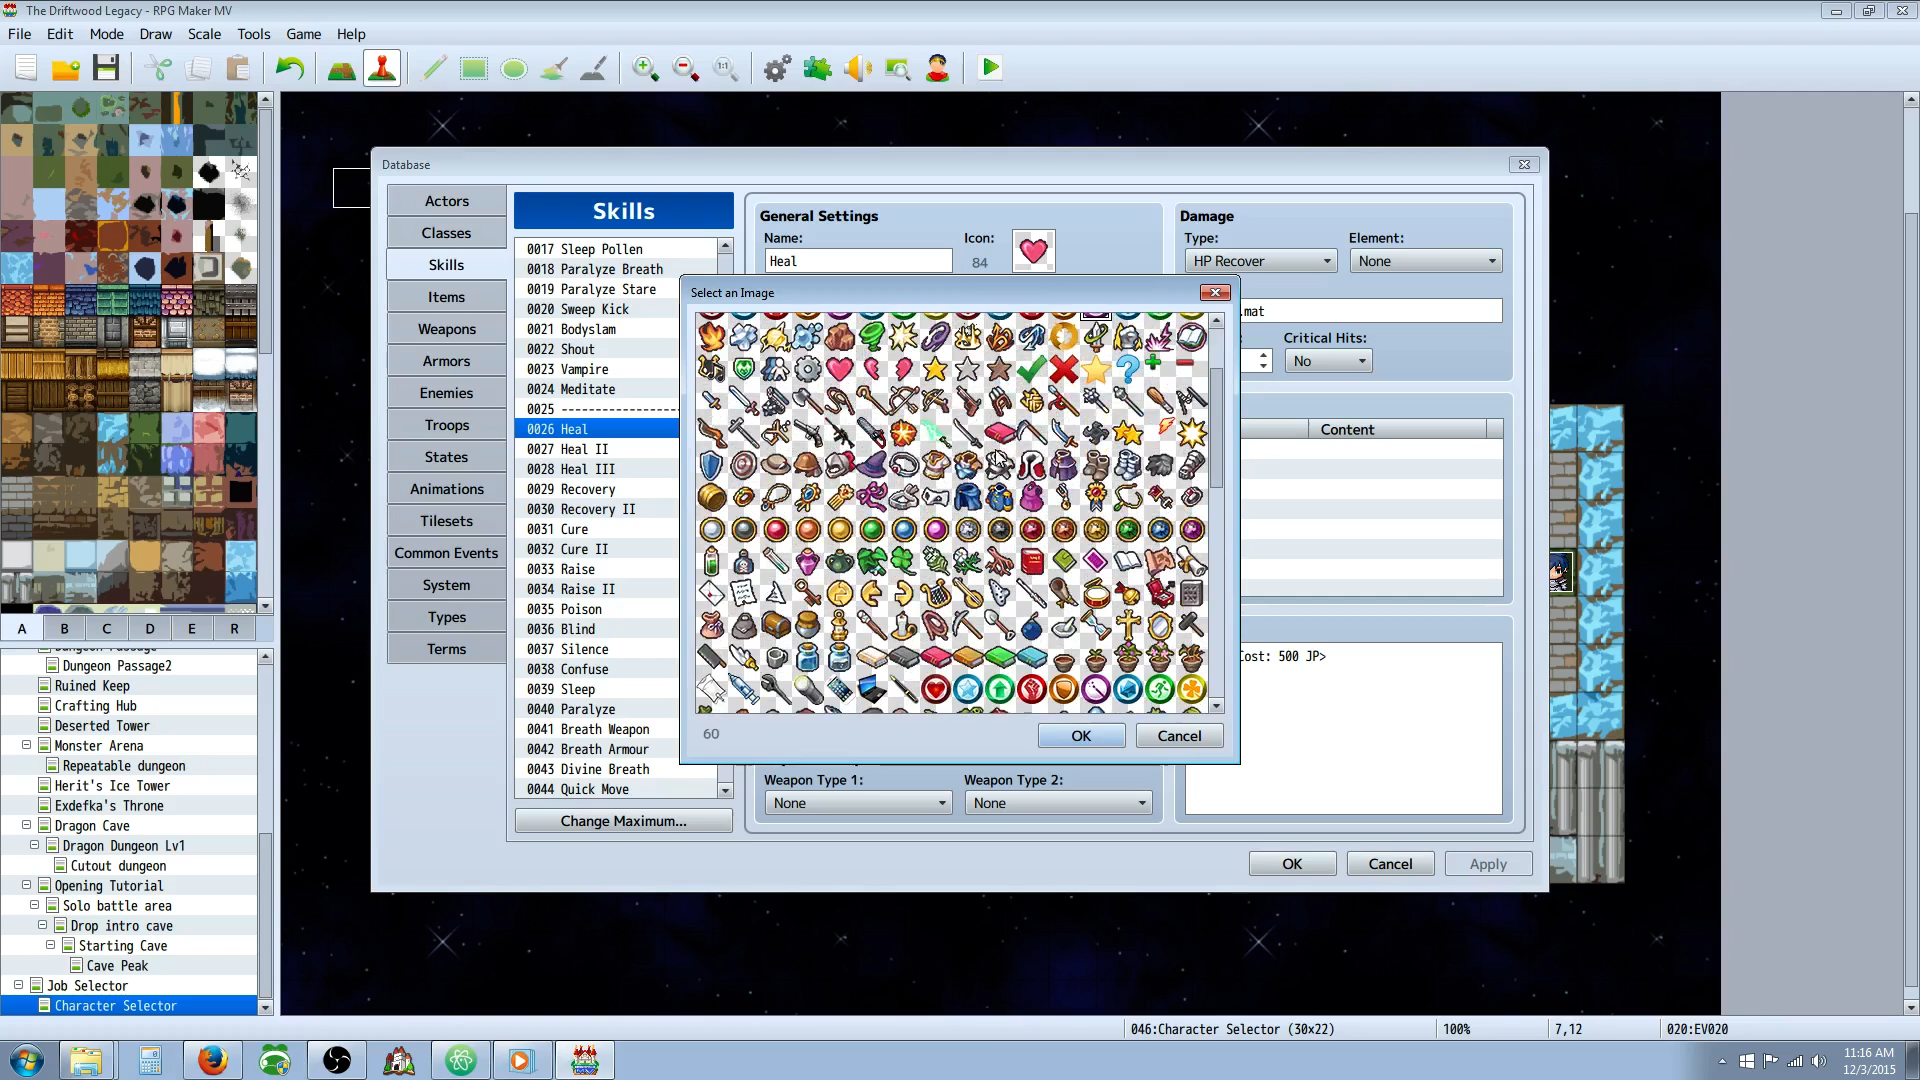 The Driftwood Legacy - RPG Maker MV
File Edit Mode Draw Scale Tools Game Help
1:1
Database
Actors
Classes
Skills
Items
Weapons
Armors
Enemies
Troops
States
Animations
Tilesets
Common Events
System
Types
Terms
Skills
0017 Sleep Pollen
0018 Paralyze Breath
0019 Paralyze Stare
0020 Sweep Kick
0021 Bodyslam
0022 Shout
0023 Vampire
0024 Meditate
0025 -----------------
0026 Heal
0027 Heal II
0028 Heal III
0029 Recovery
0030 Recovery II
0031 Cure
0032 Cure II
0033 Raise
0034 Raise II
0035 Poison
0036 Blind
0037 Silence
0038 Confuse
0039 Sleep
0040 Paralyze
0041 Breath Weapon
0042 Breath Armour
0043 Divine Breath
0044 Quick Move
Change Maximum...
General Settings
Name:
Heal
Icon:
84
Damage
Type:
HP Recover
Element:
None
.mat
Critical Hits:
No
Content
Cost: 500 JP>
Select an Image
60
OK Cancel
Weapon Type 1:
None
Weapon Type 2:
None
OK Cancel Apply
A B C D E R
Dungeon Passage
Dungeon Passage2
Ruined Keep
Crafting Hub
Deserted Tower
Monster Arena
Repeatable dungeon
Herit's Ice Tower
Exdefka's Throne
Dragon Cave
Dragon Dungeon Lv1
Cutout dungeon
Opening Tutorial
Solo battle area
Drop intro cave
Starting Cave
Cave Peak
Job Selector
Character Selector
046:Character Selector (30x22)
100%
7,12
020:EV020
11:16 AM
12/3/2015